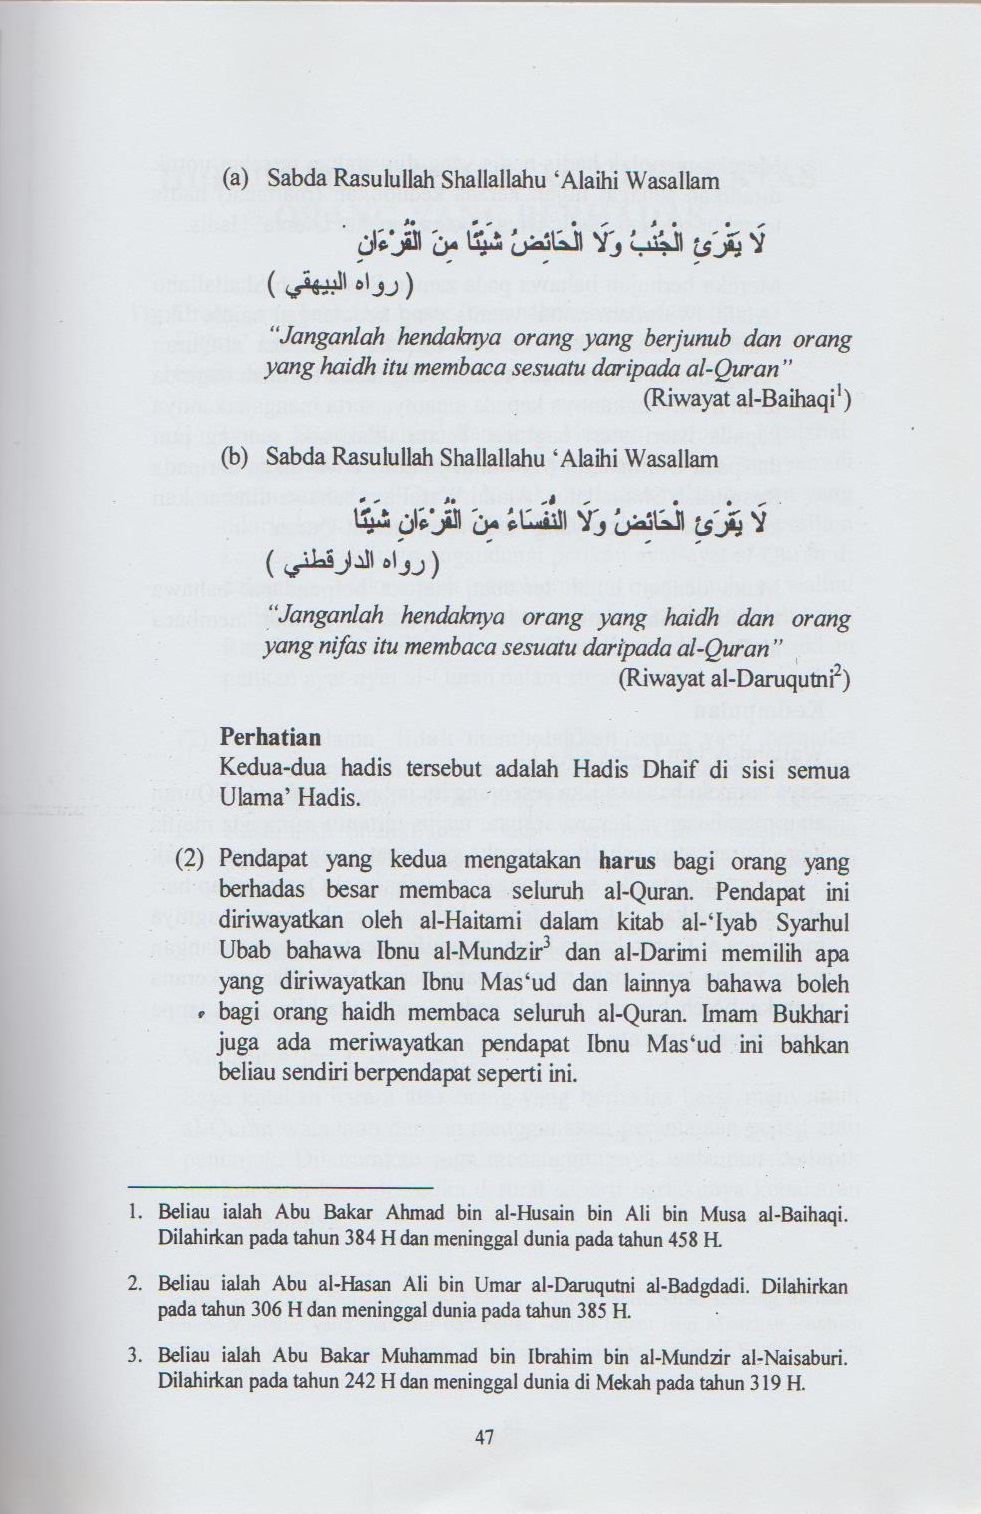 (a) Sabda Rasulullah Shallallahu ‘Alaihi Wasallam
لَا يَقْرَئِ الْجُنُبُ وَلَا الْحَائِضُ شَيْئًا مِنَ الْقُرْءَانِ
( رواه البيهقي )
“Janganlah hendaknya orang yang berjunub dan orang
yang haidh itu membaca sesuatu daripada al-Quran”
(Riwayat al-Baihaqi¹)
(b) Sabda Rasulullah Shallallahu ‘Alaihi Wasallam
لَا يَقْرَئِ الْحَائِضُ وَلَا النُّفَسَاءُ مِنَ الْقُرْءَانِ شَيْئًا
( رواه الدارقطني )
“Janganlah hendaknya orang yang haidh dan orang
yang nifas itu membaca sesuatu daripada al-Quran”
(Riwayat al-Daruqutni²)
Perhatian
Kedua-dua hadis tersebut adalah Hadis Dhaif di sisi semua
Ulama’ Hadis.
(2) Pendapat yang kedua mengatakan harus bagi orang yang
berhadas besar membaca seluruh al-Quran. Pendapat ini
diriwayatkan oleh al-Haitami dalam kitab al-‘Iyab Syarhul
Ubab bahawa Ibnu al-Mundzir³ dan al-Darimi memilih apa
yang diriwayatkan Ibnu Mas‘ud dan lainnya bahawa boleh
bagi orang haidh membaca seluruh al-Quran. Imam Bukhari
juga ada meriwayatkan pendapat Ibnu Mas‘ud ini bahkan
beliau sendiri berpendapat seperti ini.
1. Beliau ialah Abu Bakar Ahmad bin al-Husain bin Ali bin Musa al-Baihaqi.
Dilahirkan pada tahun 384 H dan meninggal dunia pada tahun 458 H.
2. Beliau ialah Abu al-Hasan Ali bin Umar al-Daruqutni al-Badgdadi. Dilahirkan
pada tahun 306 H dan meninggal dunia pada tahun 385 H.
3. Beliau ialah Abu Bakar Muhammad bin Ibrahim bin al-Mundzir al-Naisaburi.
Dilahirkan pada tahun 242 H dan meninggal dunia di Mekah pada tahun 319 H.
47